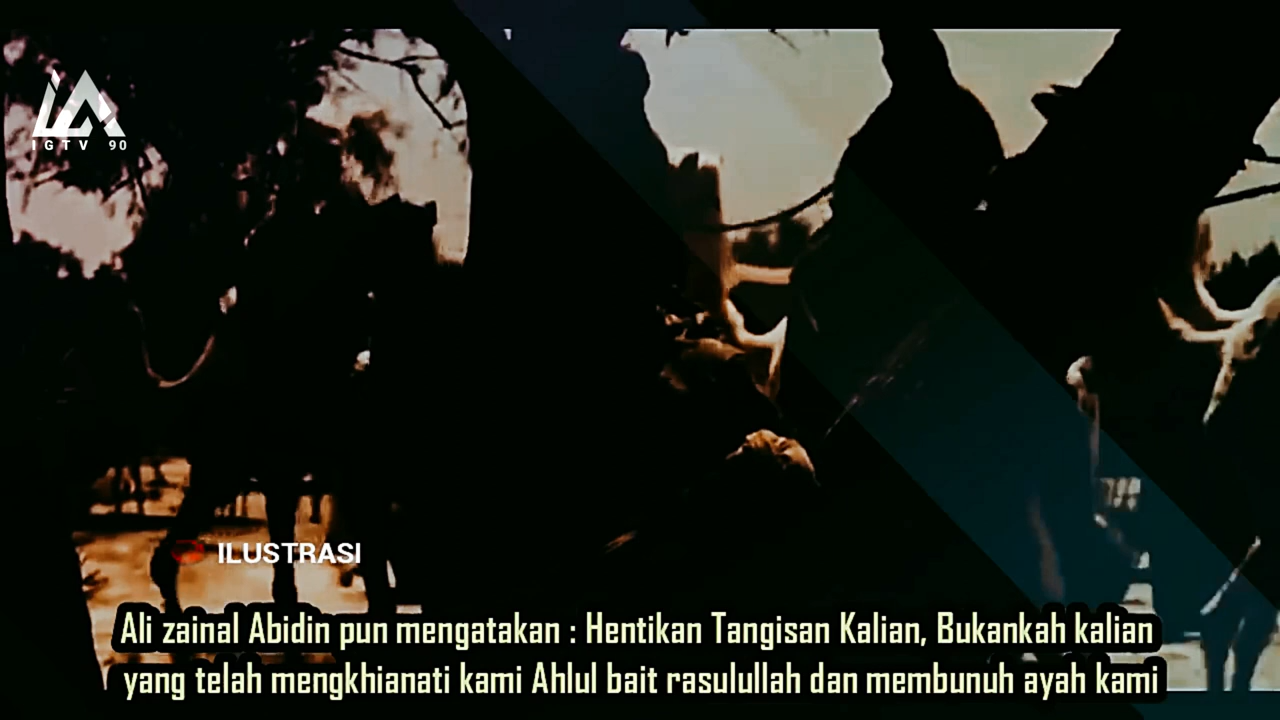 IGTV 90
ILUSTRASI
Ali zainal Abidin pun mengatakan : Hentikan Tangisan Kalian, Bukankah kalian
yang telah mengkhianati kami Ahlul bait rasulullah dan membunuh ayah kami